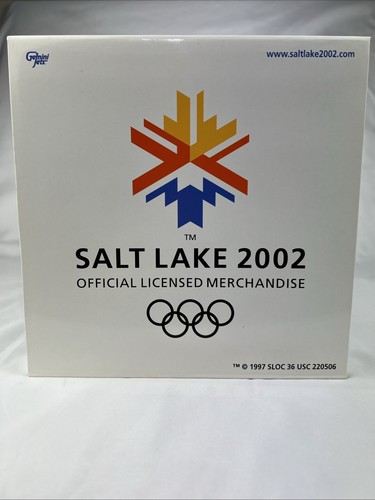 Gemini Jets
www.saltlake2002.com
TM
SALT LAKE 2002
OFFICIAL LICENSED MERCHANDISE
™ © 1997 SLOC 36 USC 220506